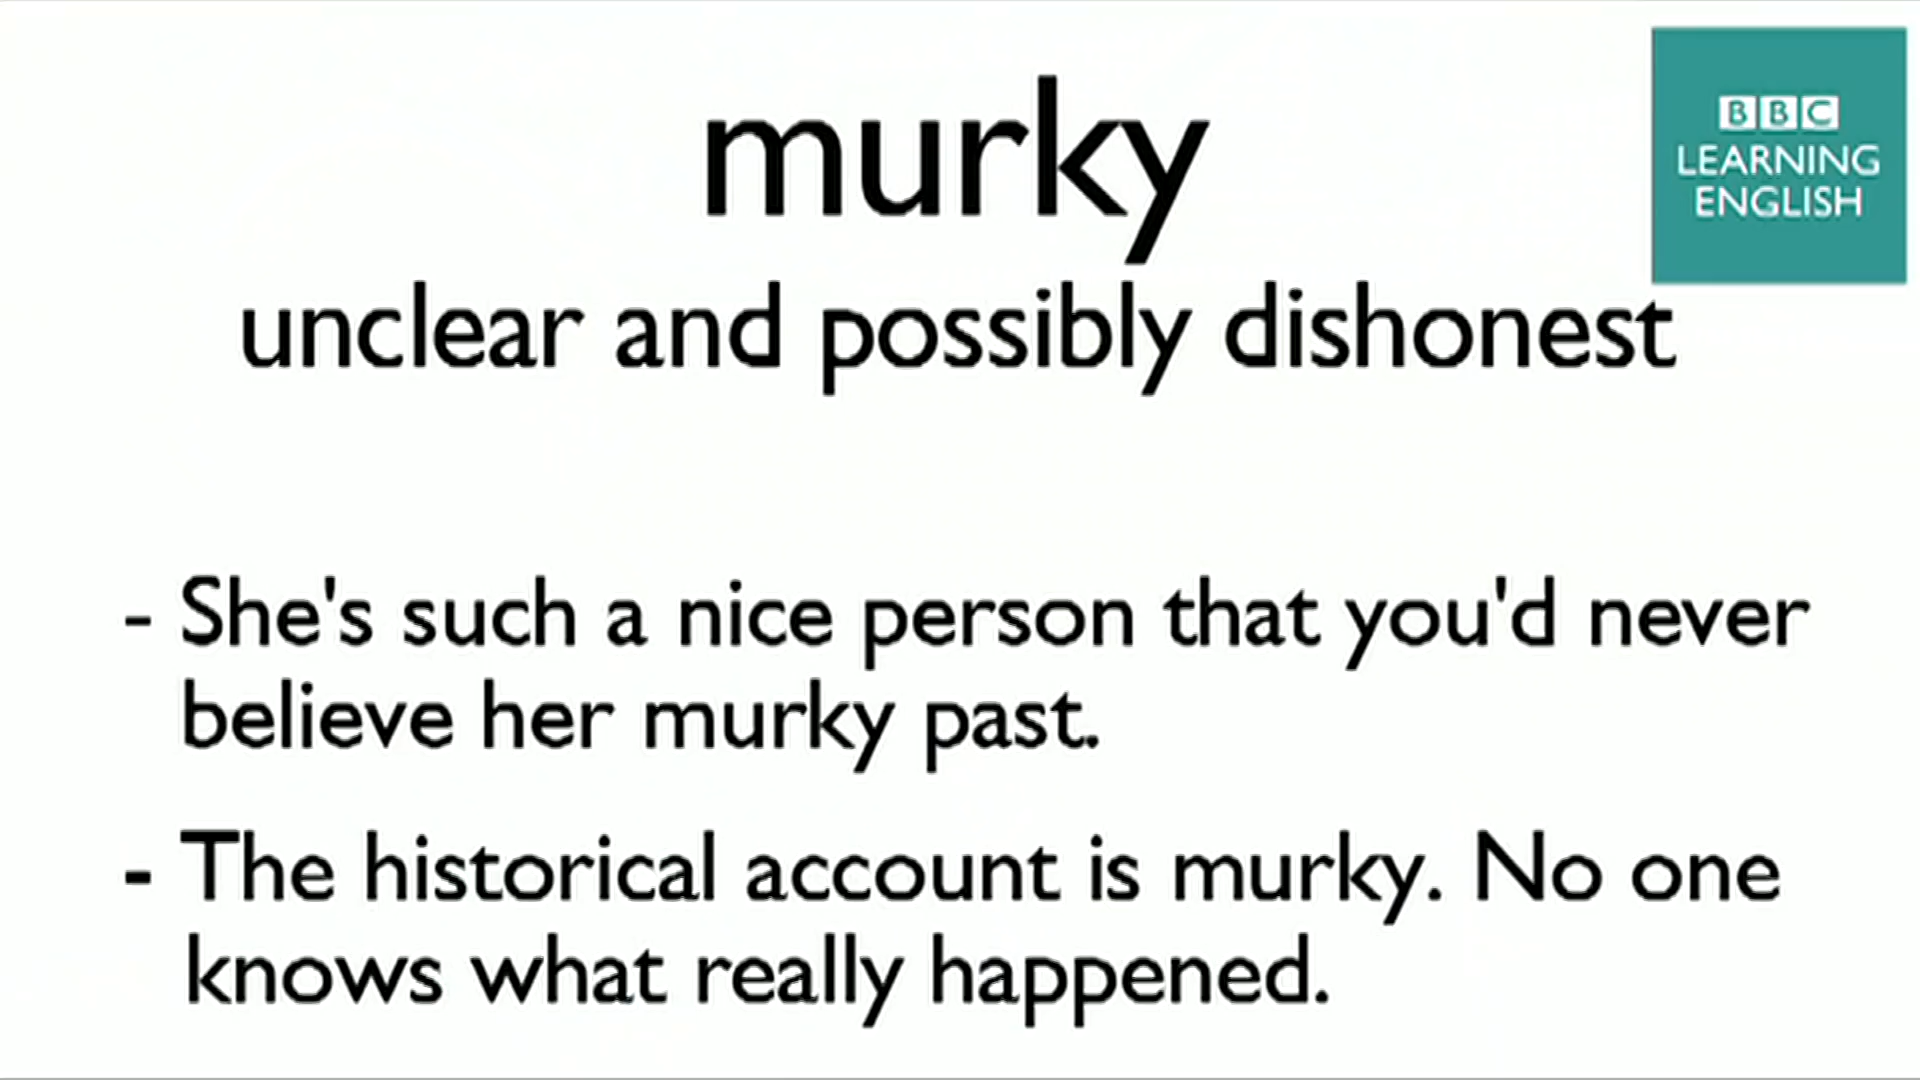 murky
BBC
LEARNING
ENGLISH
unclear and possibly dishonest
- She's such a nice person that you'd never
believe her murky past.
- The historical account is murky. No one
knows what really happened.